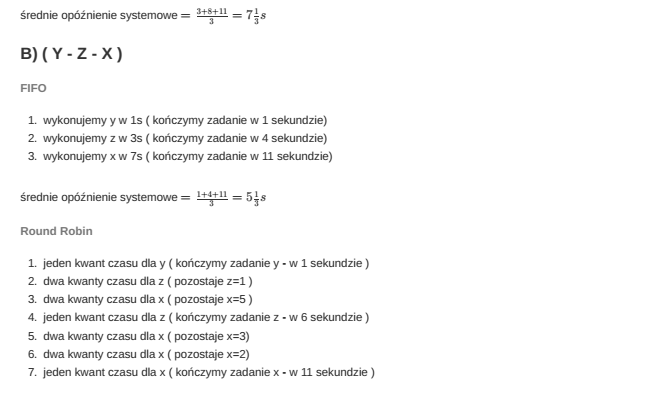 średnie opóźnienie systemowe = \frac{3+8+11}{3} = 7\frac{1}{3}s
B) ( Y - Z - X )
FIFO
1. wykonujemy y w 1s ( kończymy zadanie w 1 sekundzie)
2. wykonujemy z w 3s ( kończymy zadanie w 4 sekundzie)
3. wykonujemy x w 7s ( kończymy zadanie w 11 sekundzie)
średnie opóźnienie systemowe = \frac{1+4+11}{3} = 5\frac{1}{3}s
Round Robin
1. jeden kwant czasu dla y ( kończymy zadanie y - w 1 sekundzie )
2. dwa kwanty czasu dla z ( pozostaje z=1 )
3. dwa kwanty czasu dla x ( pozostaje x=5 )
4. jeden kwant czasu dla z ( kończymy zadanie z - w 6 sekundzie )
5. dwa kwanty czasu dla x ( pozostaje x=3)
6. dwa kwanty czasu dla x ( pozostaje x=2)
7. jeden kwant czasu dla x ( kończymy zadanie x - w 11 sekundzie )